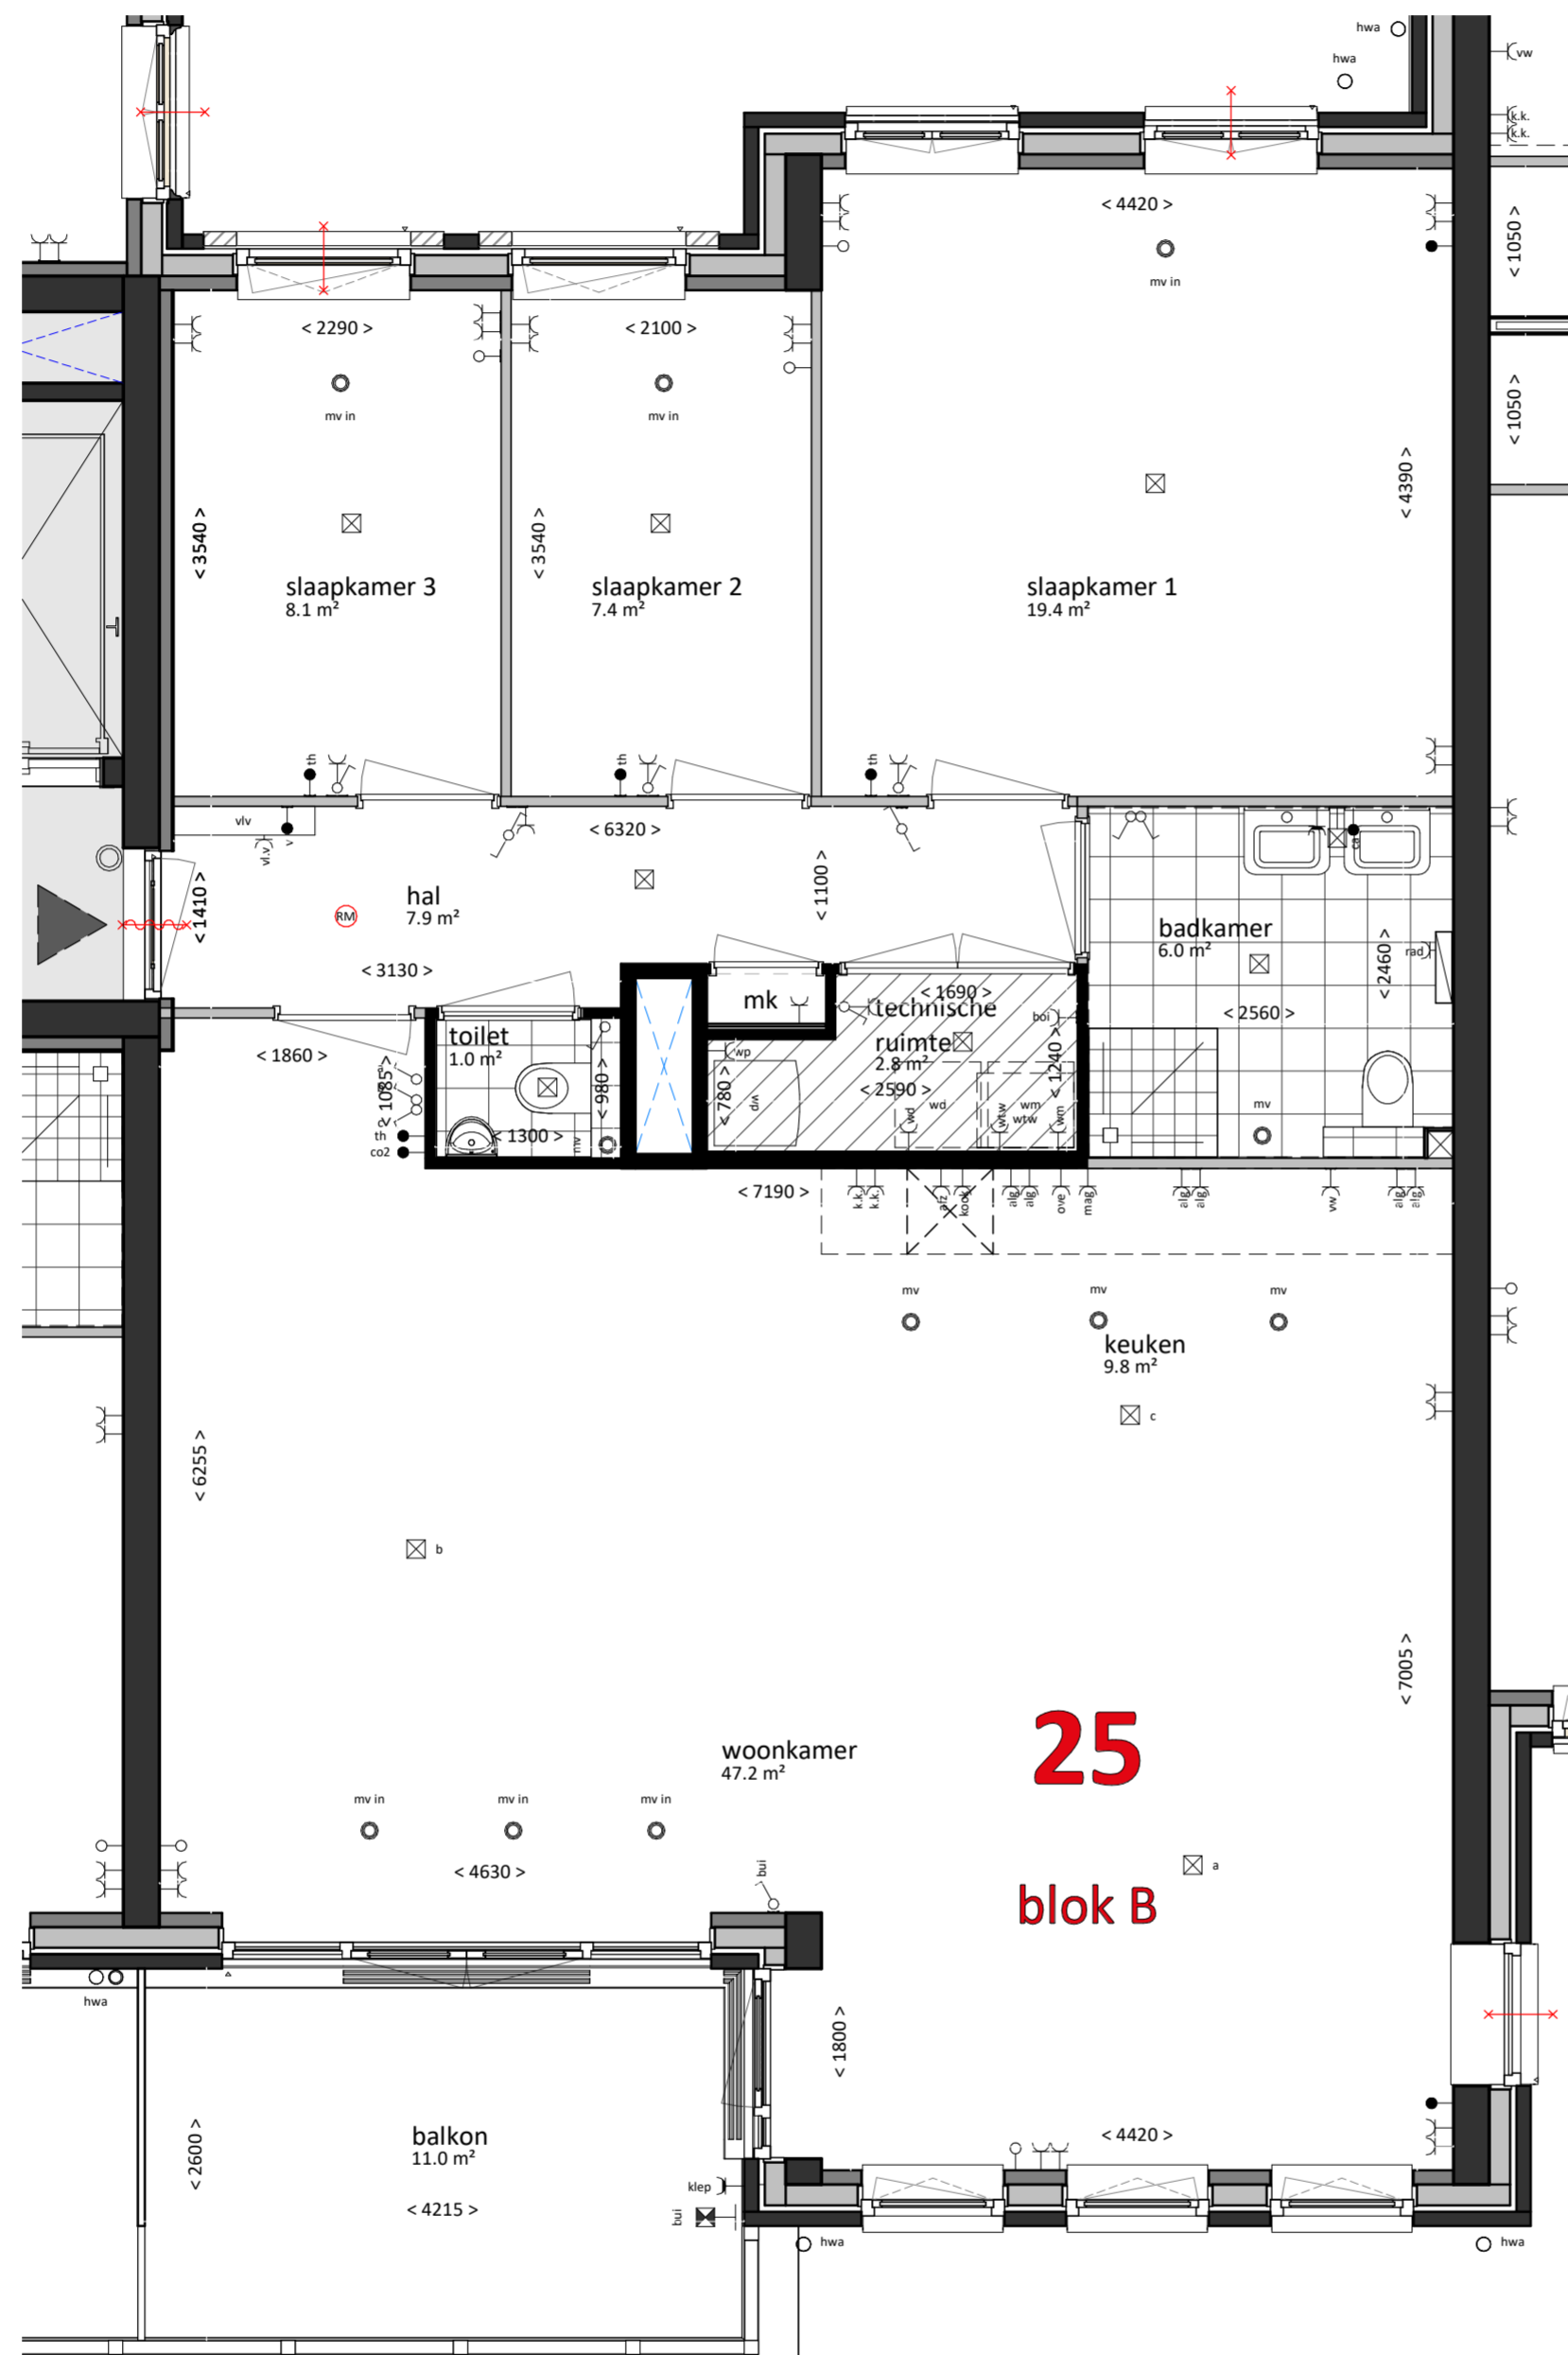 hwa
hwa
vw
k.k.
k.k.
< 4420 >
mv in
< 1050 >
< 2290 >
< 2100 >
mv in
mv in
< 1050 >
< 4390 >
< 3540 >
< 3540 >
slaapkamer 3
8.1 m²
slaapkamer 2
7.4 m²
slaapkamer 1
19.4 m²
th
th
th
vlv
vl.v
v
< 6320 >
ca
< 1410 >
hal
7.9 m²
RM
< 1100 >
badkamer
6.0 m²
< 2460 >
rad
< 3130 >
mk
< 1690 >
technische
ruimte
2.8 m²
boi
< 2560 >
toilet
1.0 m²
< 1860 >
< 1085 >
wp
wp
< 780 >
< 980 >
< 2590 >
< 1240 >
wd
wd
wtw
wm
wtw
wm
mv
c
th
co2
< 1300 >
mv
< 7190 >
k.k.
k.k.
afz
kook
alg
alg
ove
mag
alg
alg
vw
alg
alg
mv
mv
mv
keuken
9.8 m²
c
< 6255 >
b
< 7005 >
25
woonkamer
47.2 m²
mv in
mv in
mv in
< 4630 >
bui
a
blok B
hwa
< 1800 >
< 2600 >
balkon
11.0 m²
< 4420 >
klep
< 4215 >
bui
hwa
hwa